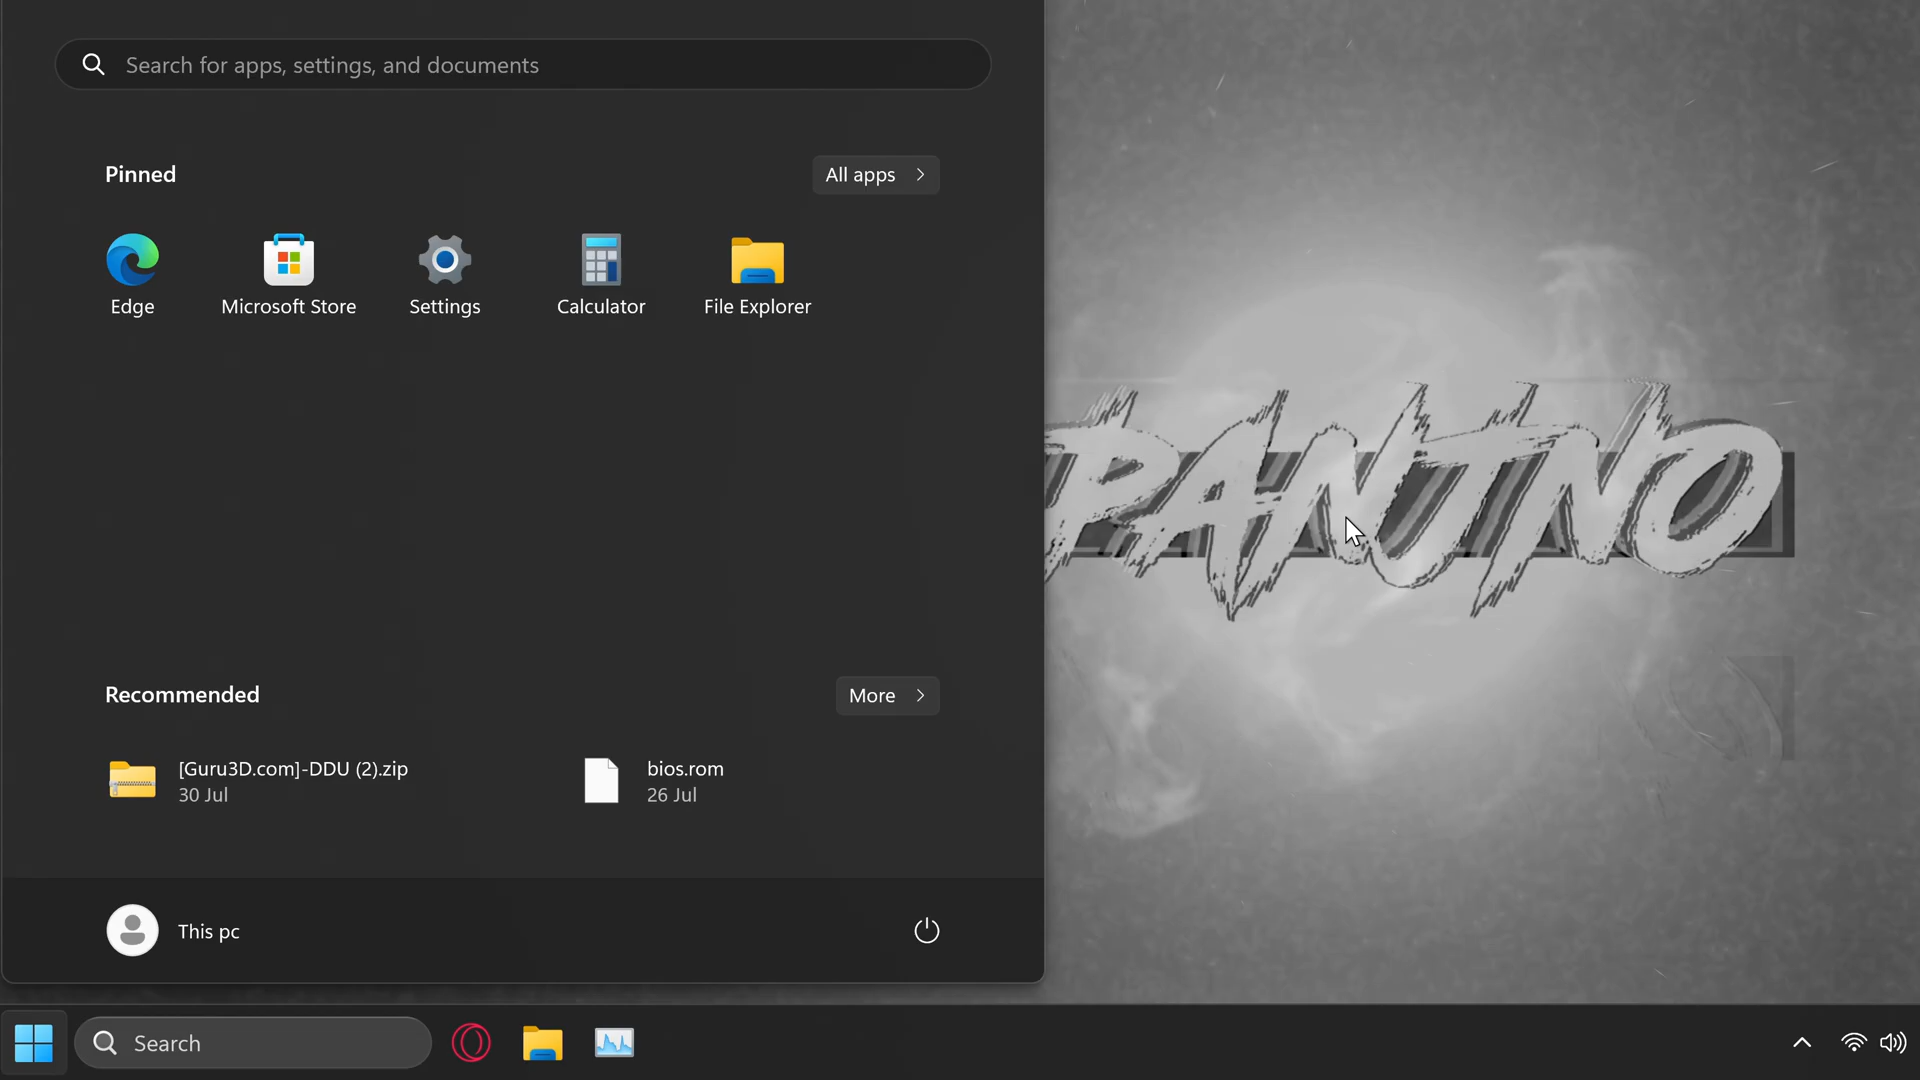 Search for apps, settings, and documents
Pinned
All apps
Edge
Microsoft Store
Settings
Calculator
File Explorer
PANJNO
Recommended
More
[Guru3D.com]-DDU (2).zip
30 Jul
bios.rom
26 Jul
This pc
Search